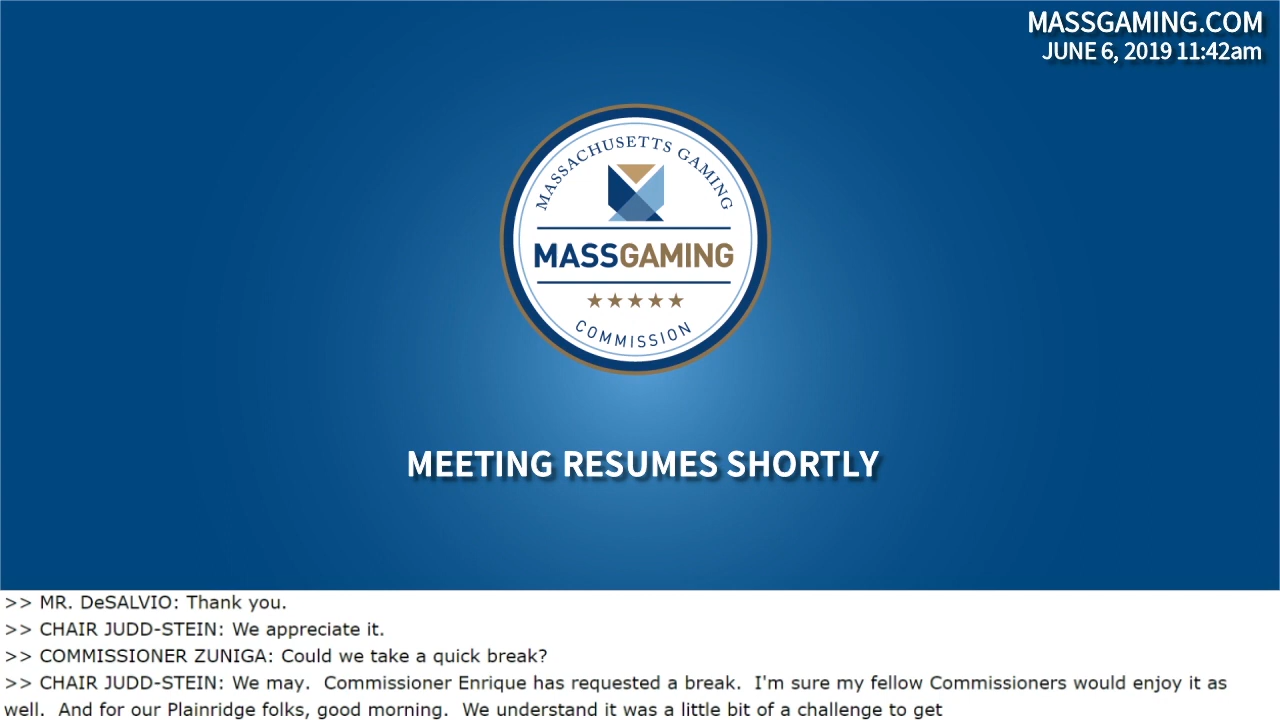 MASSGAMING.COM
JUNE 6, 2019 11:42am
MASSACHUSETTS GAMING
MASSGAMING
COMMISSION
MEETING RESUMES SHORTLY
>> MR. DeSALVIO: Thank you.
>> CHAIR JUDD-STEIN: We appreciate it.
>> COMMISSIONER ZUNIGA: Could we take a quick break?
>> CHAIR JUDD-STEIN: We may.  Commissioner Enrique has requested a break.  I'm sure my fellow Commissioners would enjoy it as
well.  And for our Plainridge folks, good morning.  We understand it was a little bit of a challenge to get